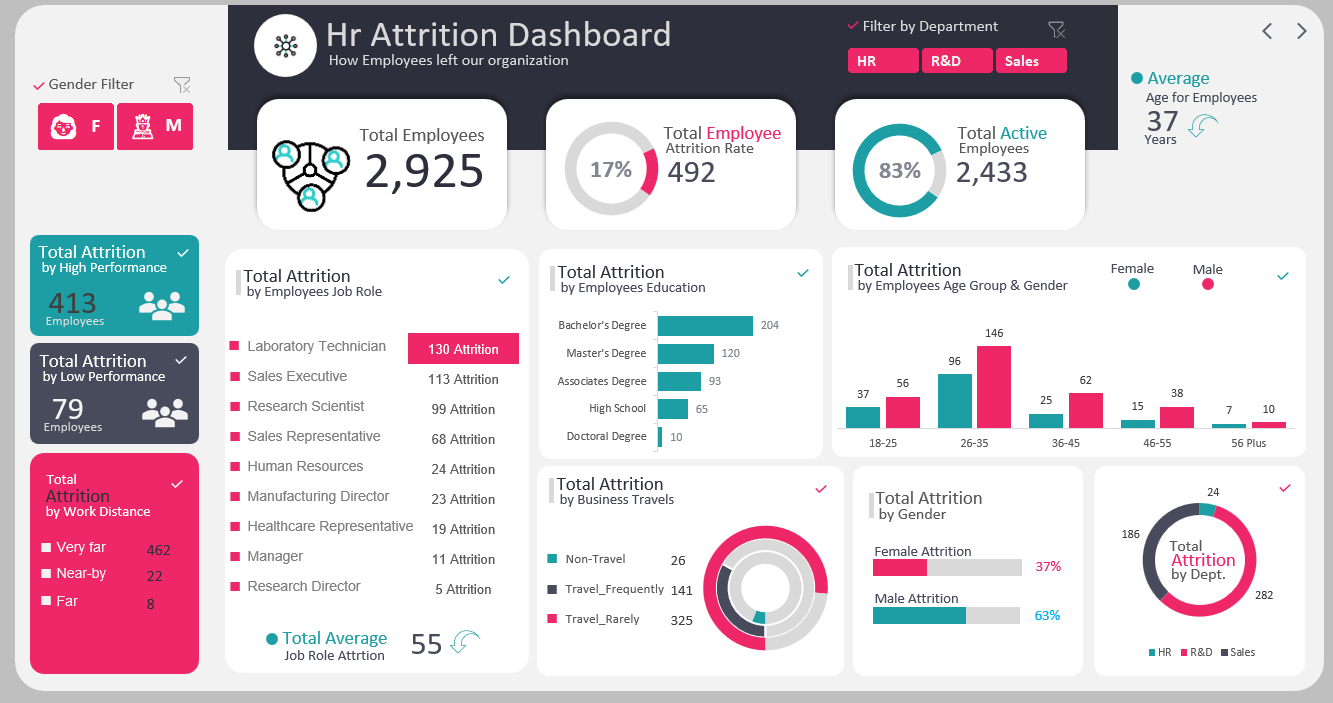 Hr Attrition Dashboard
How Employees left our organization
Filter by Department
HR
R&D
Sales
Gender Filter
F
M
Average
Age for Employees
37
Years
Total Employees
2,925
17%
Total Employee
Attrition Rate
492
83%
Total Active
Employees
2,433
Total Attrition
by High Performance
413
Employees
Total Attrition
by Low Performance
79
Employees
Total
Attrition
by Work Distance
Very far 462
Near-by 22
Far 8
Total Attrition
by Employees Job Role
Laboratory Technician 130 Attrition
Sales Executive 113 Attrition
Research Scientist 99 Attrition
Sales Representative 68 Attrition
Human Resources 24 Attrition
Manufacturing Director 23 Attrition
Healthcare Representative 19 Attrition
Manager 11 Attrition
Research Director 5 Attrition
Total Average
Job Role Attrtion
55
Total Attrition
by Employees Education
Bachelor's Degree 204
Master's Degree 120
Associates Degree 93
High School 65
Doctoral Degree 10
Total Attrition
by Employees Age Group & Gender
Female
Male
37 56 96 146 25 62 15 38 7 10
18-25 26-35 36-45 46-55 56 Plus
Total Attrition
by Business Travels
Non-Travel 26
Travel_Frequently 141
Travel_Rarely 325
Total Attrition
by Gender
Female Attrition
37%
Male Attrition
63%
24
186
Total
Attrition
by Dept.
282
HR R&D Sales